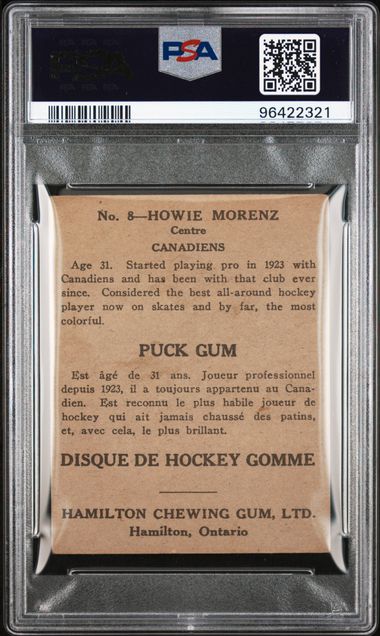 PSA
96422321
No. 8—HOWIE MORENZ
Centre
CANADIENS
Age 31. Started playing pro in 1923 with
Canadiens and has been with that club ever
since. Considered the best all-around hockey
player now on skates and by far, the most
colorful.
PUCK GUM
Est âgé de 31 ans. Joueur professionnel
depuis 1923, il a toujours appartenu au Cana-
dien. Est reconnu le plus habile joueur de
hockey qui ait jamais chaussé des patins,
et, avec cela, le plus brillant.
DISQUE DE HOCKEY GOMME
HAMILTON CHEWING GUM, LTD.
Hamilton, Ontario